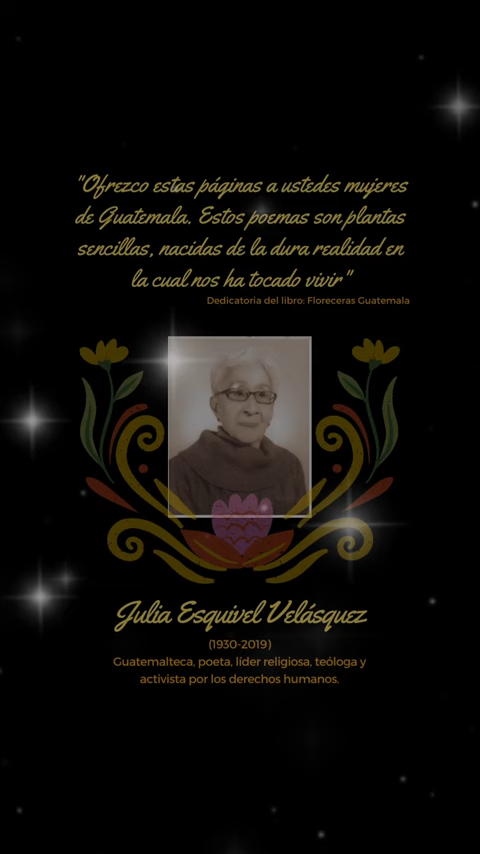 "Ofrezco estas páginas a ustedes mujeres
de Guatemala. Estos poemas son plantas
sencillas, nacidas de la dura realidad en
la cual nos ha tocado vivir"
Dedicatoria del libro: Floreceras Guatemala
Julia Esquivel Velásquez
(1930-2019)
Guatemalteca, poeta, líder religiosa, teóloga y
activista por los derechos humanos.